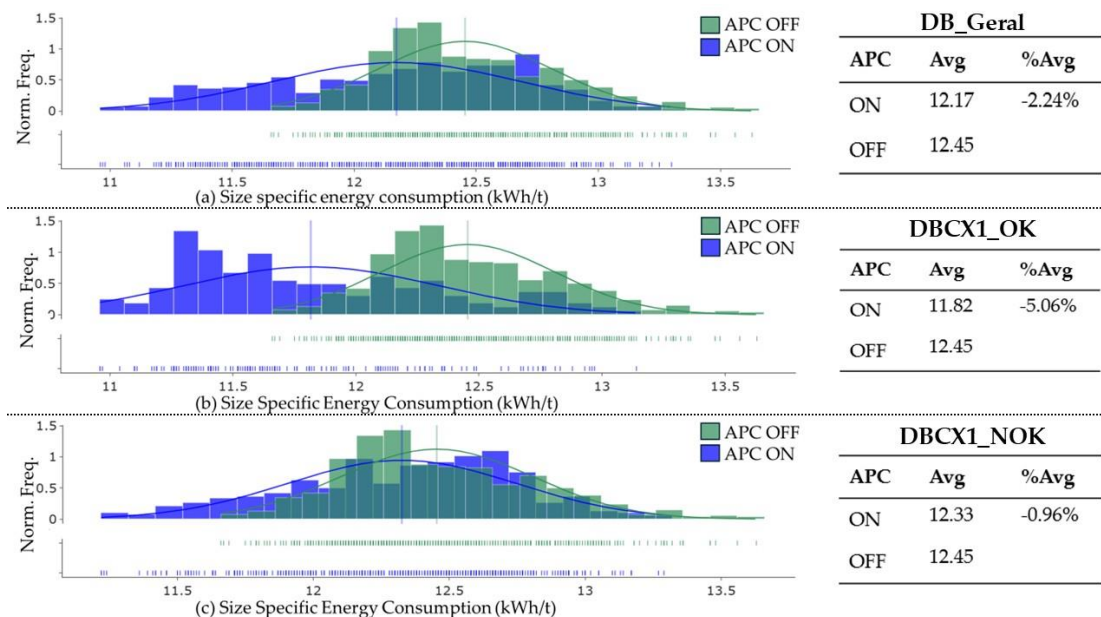 1.5
1
0.5
0
Norm. Freq.
APC OFF
APC ON
11
11.5
12
12.5
13
13.5
(a) Size specific energy consumption (kWh/t)
DB_Geral
APC Avg %Avg
ON 12.17 -2.24%
OFF 12.45
1.5
1
0.5
0
Norm. Freq.
APC OFF
APC ON
11
11.5
12
12.5
13
13.5
(b) Size Specific Energy Consumption (kWh/t)
DBCX1_OK
APC Avg %Avg
ON 11.82 -5.06%
OFF 12.45
1.5
1
0.5
0
Norm. Freq.
APC OFF
APC ON
11.5
12
12.5
13
13.5
(c) Size Specific Energy Consumption (kWh/t)
DBCX1_NOK
APC Avg %Avg
ON 12.33 -0.96%
OFF 12.45